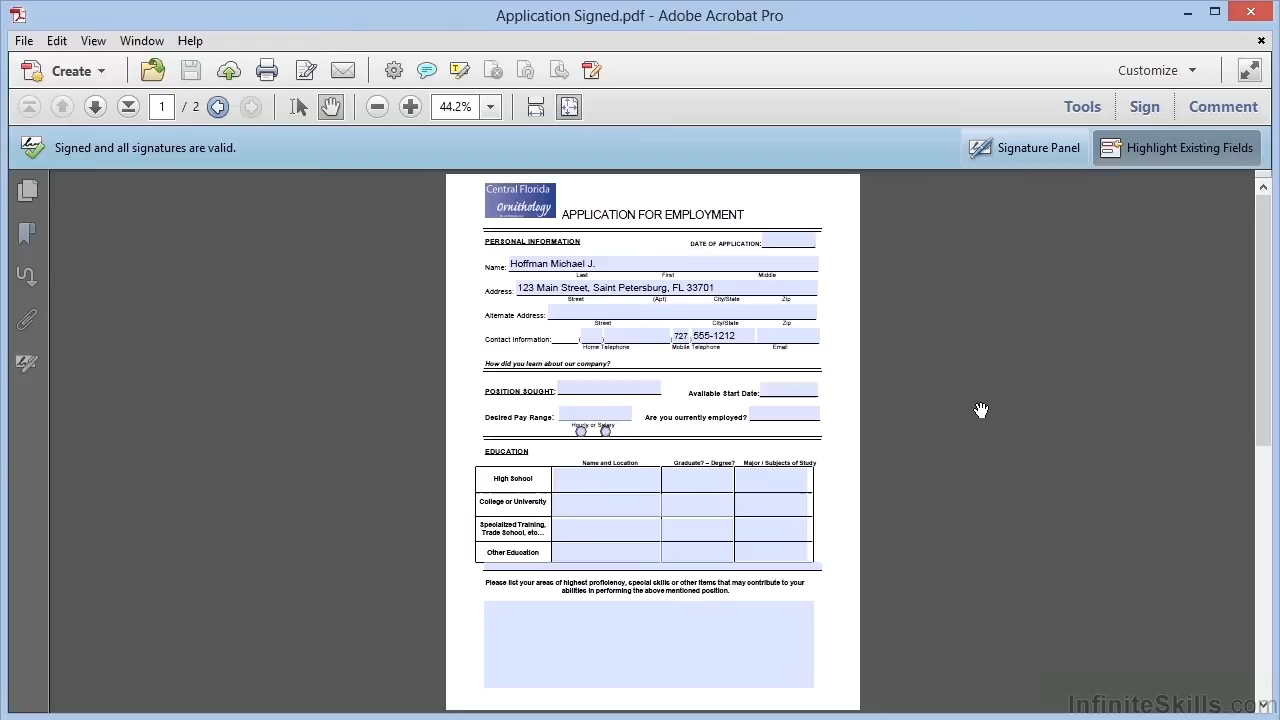 Application Signed.pdf - Adobe Acrobat Pro
File Edit View Window Help
Create Customize
1 / 2 44.2% Tools Sign Comment
Signed and all signatures are valid. Signature Panel Highlight Existing Fields
Central Florida
Ornithology
APPLICATION FOR EMPLOYMENT
PERSONAL INFORMATION DATE OF APPLICATION:
Name: Hoffman Michael J.
Last First Middle
Address: 123 Main Street, Saint Petersburg, FL 33701
Street (Apt) City/State Zip
Alternate Address:
Street City/State Zip
Contact Information: ( ) ( 727 ) 555-1212
Home Telephone Mobile Telephone Email
How did you learn about our company?
POSITION SOUGHT: Available Start Date:
Desired Pay Range: Are you currently employed?
Hourly or Salary
EDUCATION
Name and Location Graduate? – Degree? Major / Subjects of Study
High School
College or University
Specialized Training,
Trade School, etc...
Other Education
Please list your areas of highest proficiency, special skills or other items that may contribute to your
abilities in performing the above mentioned position.
InfiniteSkills.com